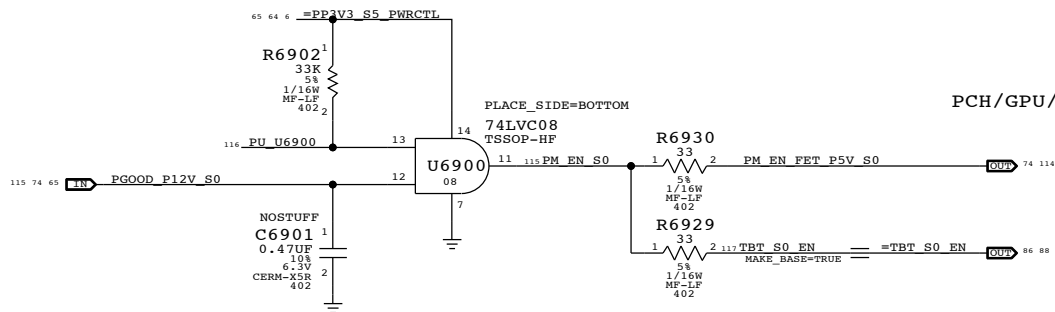 65 64 6 =PP3V3_S5_PWRCTL
R6902
1
33K
5%
1/16W
MF-LF
402
2
PLACE_SIDE=BOTTOM
PCH/GPU/
14
74LVC08
TSSOP-HF
116 PU_U6900
13
U6900
08
11
115 PM_EN_S0
R6930
1
33
2
PM_EN_FET_P5V_S0
OUT
74 114
5%
1/16W
MF-LF
402
115 74 65
IN
PGOOD_P12V_S0
12
7
NOSTUFF
C6901
1
0.47UF
10%
6.3V
CERM-X5R
402
2
R6929
1
33
2
117 TBT_S0_EN
=TBT_S0_EN
OUT
86 88
MAKE_BASE=TRUE
5%
1/16W
MF-LF
402